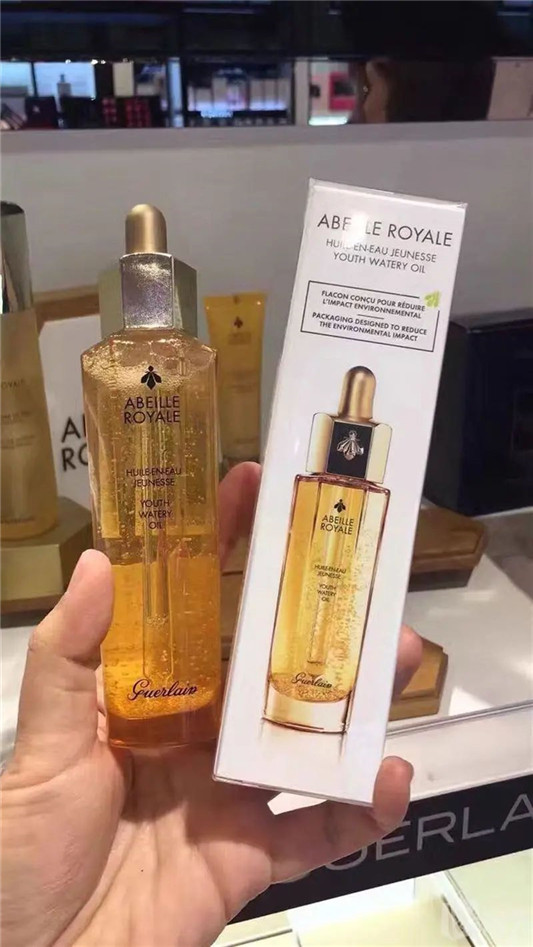 ABEILLE
ROYALE
HUILE-EN-EAU
JEUNESSE
YOUTH
WATERY
OIL
Guerlain
ABEILLE ROYALE
HUILE-EN-EAU JEUNESSE
YOUTH WATERY OIL
FLACON CONÇU POUR RÉDUIRE
L'IMPACT ENVIRONNEMENTAL
PACKAGING DESIGNED TO REDUCE
THE ENVIRONMENTAL IMPACT
ABEILLE
ROYALE
HUILE-EN-EAU
JEUNESSE
YOUTH
WATERY
OIL
Guerlain
GUERLA